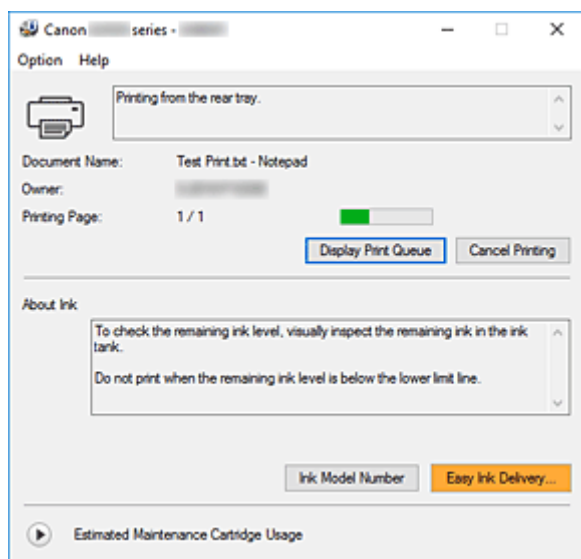 Canon series -
Option Help
Printing from the rear tray.
Document Name: Test Print.txt - Notepad
Owner:
Printing Page: 1 / 1
Display Print Queue Cancel Printing
About Ink
To check the remaining ink level, visually inspect the remaining ink in the ink
tank.
Do not print when the remaining ink level is below the lower limit line.
Ink Model Number Easy Ink Delivery...
Estimated Maintenance Cartridge Usage